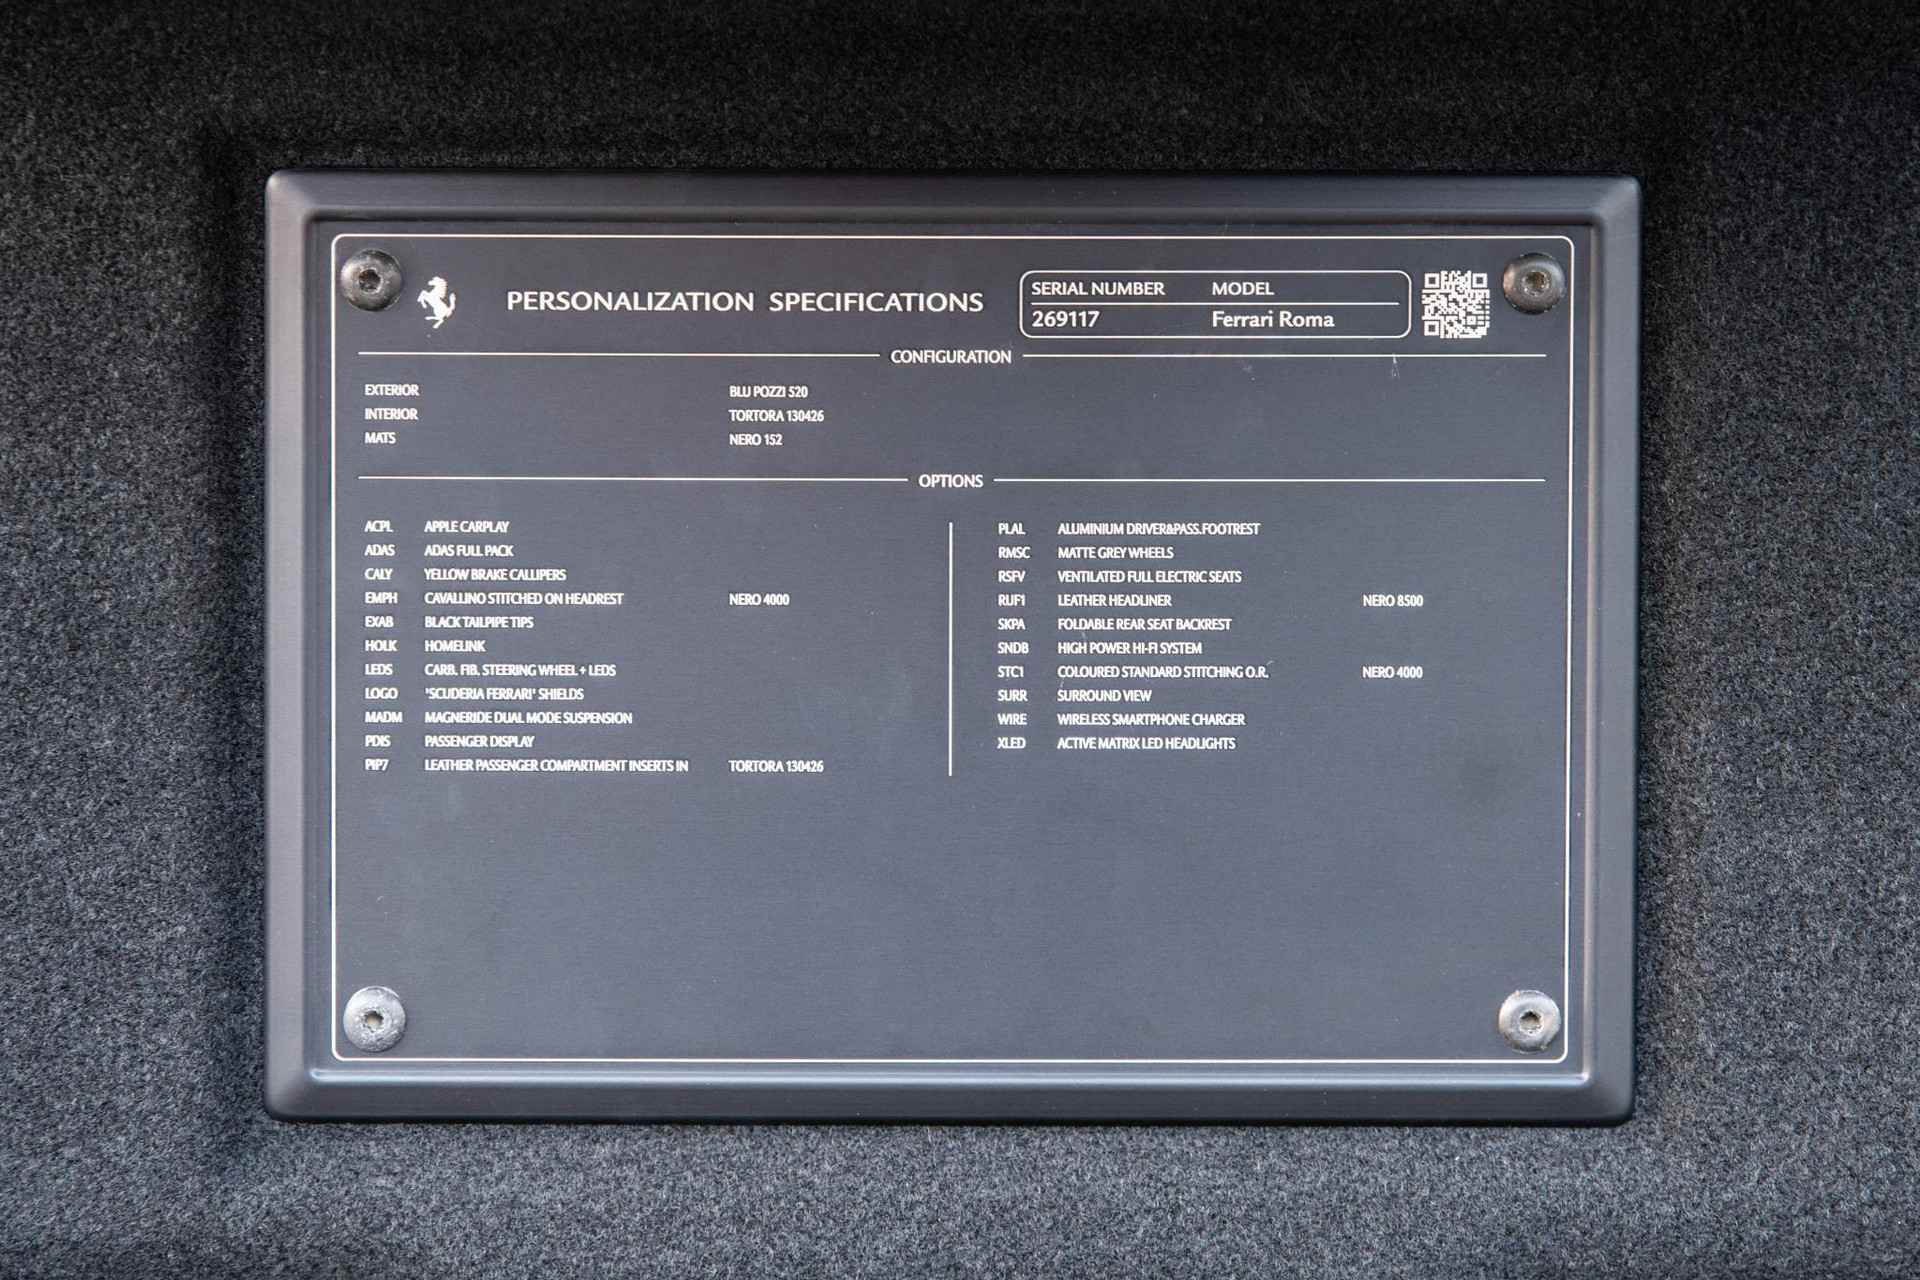 PERSONALIZATION SPECIFICATIONS
SERIAL NUMBER MODEL
269117 Ferrari Roma
CONFIGURATION
EXTERIOR BLU POZZI 520
INTERIOR TORTORA 130426
MATS NERO 152
OPTIONS
ACPL APPLE CARPLAY
ADAS ADAS FULL PACK
CALY YELLOW BRAKE CALLIPERS
EMPH CAVALLINO STITCHED ON HEADREST NERO 4000
EXAB BLACK TAILPIPE TIPS
HOLK HOMELINK
LEDS CARB. FIB. STEERING WHEEL + LEDS
LOGO 'SCUDERIA FERRARI' SHIELDS
MADM MAGNERIDE DUAL MODE SUSPENSION
PDIS PASSENGER DISPLAY
PIP7 LEATHER PASSENGER COMPARTMENT INSERTS IN TORTORA 130426
PLAL ALUMINIUM DRIVER&PASS.FOOTREST
RMSC MATTE GREY WHEELS
RSFV VENTILATED FULL ELECTRIC SEATS
RUF1 LEATHER HEADLINER NERO 8500
SKPA FOLDABLE REAR SEAT BACKREST
SNDB HIGH POWER HI-FI SYSTEM
STC1 COLOURED STANDARD STITCHING O.R. NERO 4000
SURR SURROUND VIEW
WIRE WIRELESS SMARTPHONE CHARGER
XLED ACTIVE MATRIX LED HEADLIGHTS